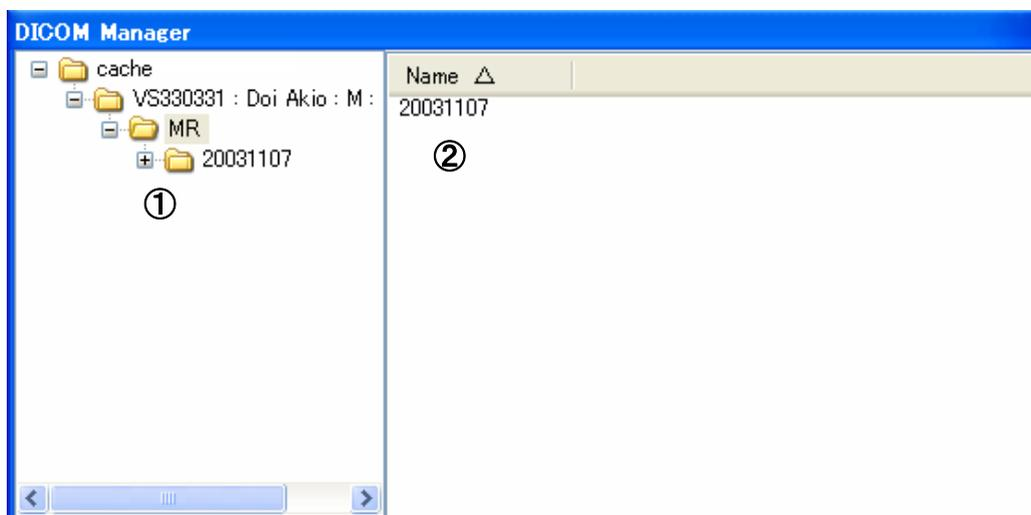 DICOM Manager
cache
VS330331 : Doi Akio : M :
MR
20031107
①
Name △
20031107
②